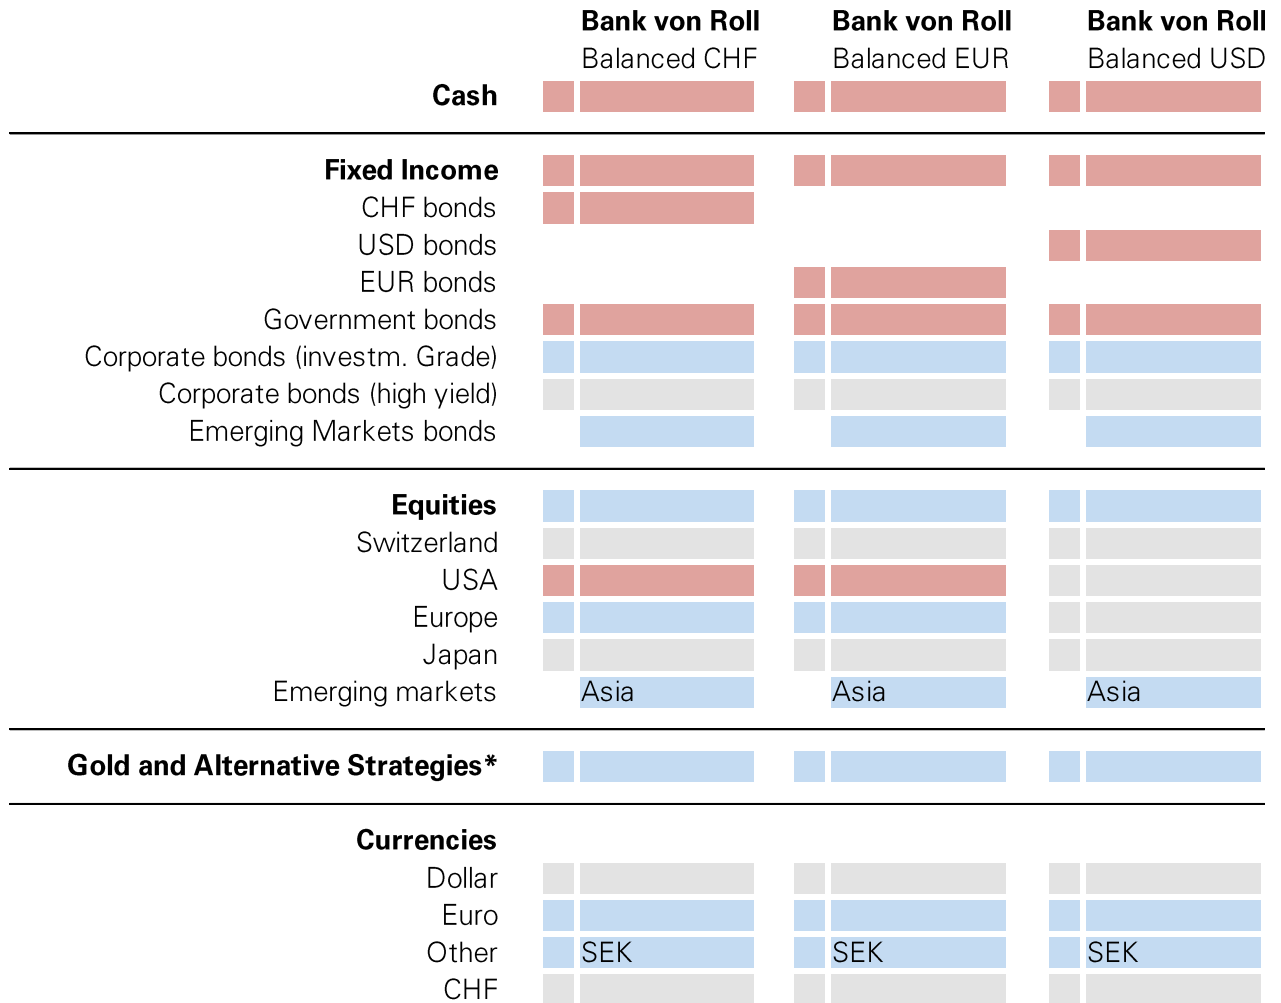 Bank von Roll Bank von Roll Bank von Roll
Balanced CHF Balanced EUR Balanced USD
Cash
Fixed Income
CHF bonds
USD bonds
EUR bonds
Government bonds
Corporate bonds (investm. Grade)
Corporate bonds (high yield)
Emerging Markets bonds
Equities
Switzerland
USA
Europe
Japan
Emerging markets Asia Asia Asia
Gold and Alternative Strategies*
Currencies
Dollar
Euro
Other SEK SEK SEK
CHF